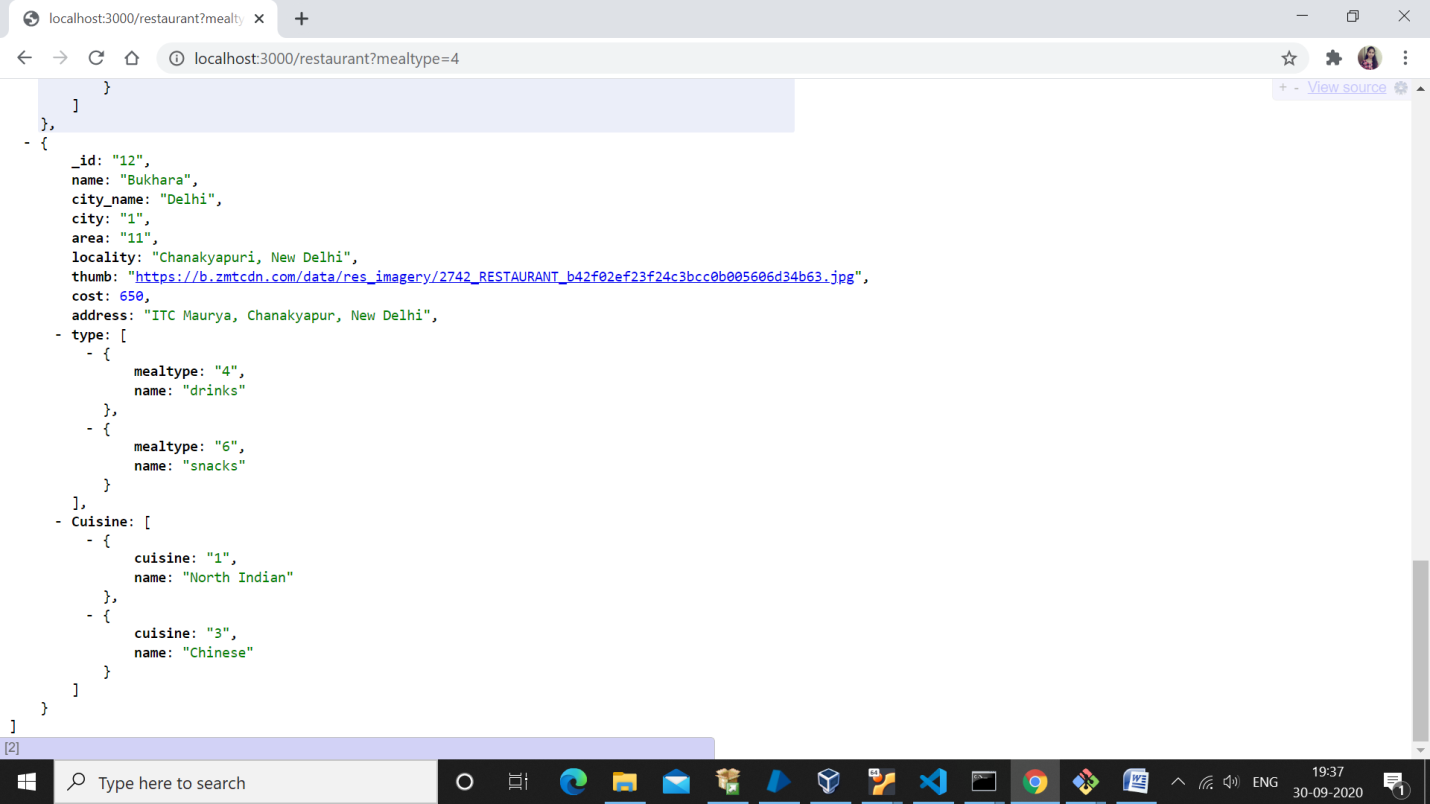 localhost:3000/restaurant?mealty
localhost:3000/restaurant?mealtype=4
+ - View source
}
]
},
- {
_id: "12",
name: "Bukhara",
city_name: "Delhi",
city: "1",
area: "11",
locality: "Chanakyapuri, New Delhi",
thumb: "https://b.zmtcdn.com/data/res_imagery/2742_RESTAURANT_b42f02ef23f24c3bcc0b005606d34b63.jpg",
cost: 650,
address: "ITC Maurya, Chanakyapur, New Delhi",
- type: [
- {
mealtype: "4",
name: "drinks"
},
- {
mealtype: "6",
name: "snacks"
}
],
- Cuisine: [
- {
cuisine: "1",
name: "North Indian"
},
- {
cuisine: "3",
name: "Chinese"
}
]
}
]
[2]
Type here to search
64
ENG
19:37
30-09-2020
1